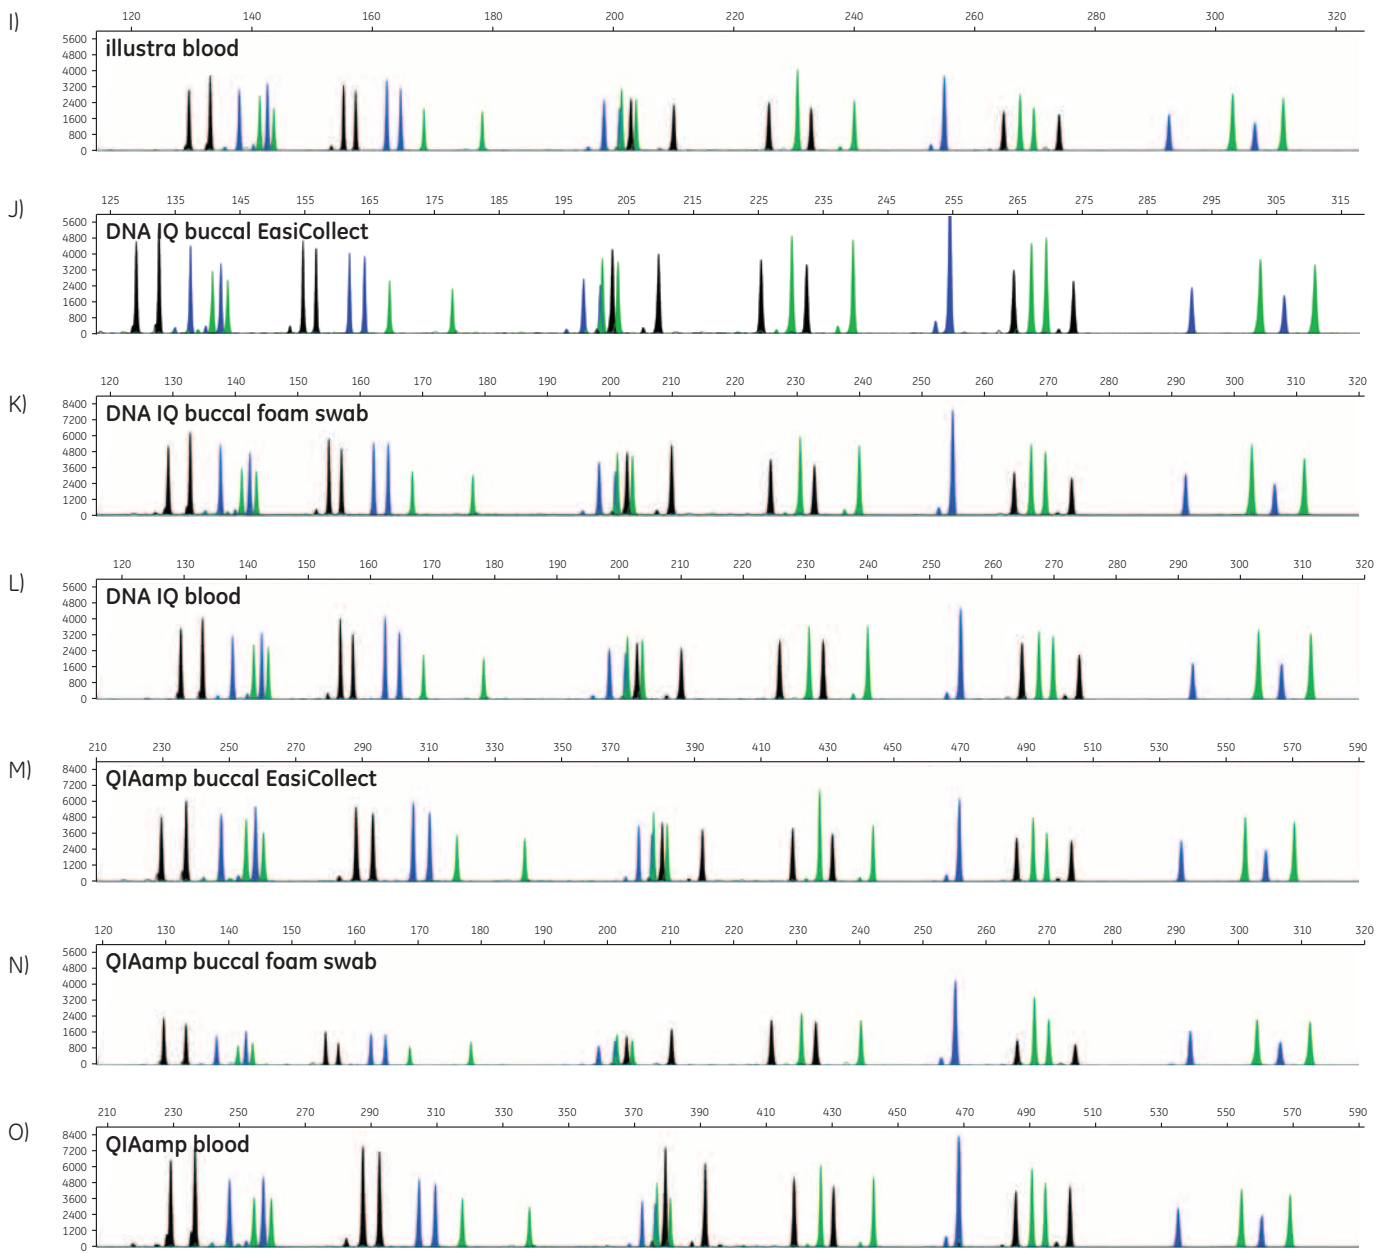 I)
120 140 160 180 200 220 240 260 280 300 320
illustra blood
5600
4800
4000
3200
2400
1600
800
0
J)
125 135 145 155 165 175 185 195 205 215 225 235 245 255 265 275 285 295 305 315
DNA IQ buccal EasiCollect
5600
4800
4000
3200
2400
1600
800
0
K)
120 130 140 150 160 170 180 190 200 210 220 230 240 250 260 270 280 290 300 310 320
DNA IQ buccal foam swab
8400
7200
6000
4800
3600
2400
1200
0
L)
120 130 140 150 160 170 180 190 200 210 220 230 240 250 260 270 280 290 300 310 320
DNA IQ blood
5600
4800
4000
3200
2400
1600
800
0
M)
210 230 250 270 290 310 330 350 370 390 410 430 450 470 490 510 530 550 570 590
QIAamp buccal EasiCollect
8400
7200
6000
4800
3600
2400
1200
0
N)
120 130 140 150 160 170 180 190 200 210 220 230 240 250 260 270 280 290 300 310 320
QIAamp buccal foam swab
5600
4800
4000
3200
2400
1600
800
0
O)
210 230 250 270 290 310 330 350 370 390 410 430 450 470 490 510 530 550 570 590
QIAamp blood
8400
7200
6000
4800
3600
2400
1200
0